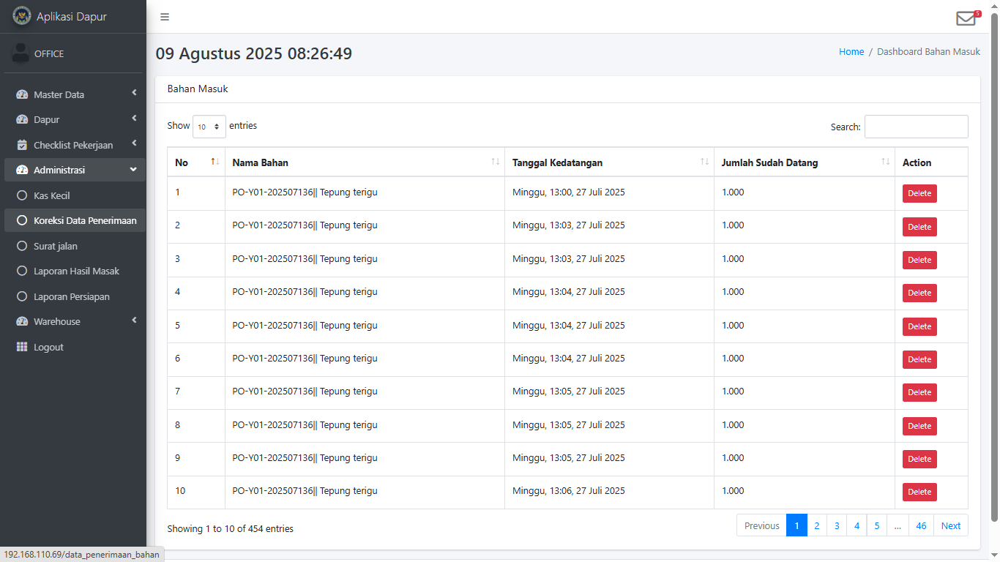 Aplikasi Dapur
5
OFFICE
09 Agustus 2025 08:26:49
Home / Dashboard Bahan Masuk
Master Data
Dapur
Checklist Pekerjaan
Administrasi
Kas Kecil
Koreksi Data Penerimaan
Surat jalan
Laporan Hasil Masak
Laporan Persiapan
Warehouse
Logout
Bahan Masuk
Show 10 entries
Search:
No Nama Bahan Tanggal Kedatangan Jumlah Sudah Datang Action
1 PO-Y01-202507136|| Tepung terigu Minggu, 13:00, 27 Juli 2025 1.000 Delete
2 PO-Y01-202507136|| Tepung terigu Minggu, 13:03, 27 Juli 2025 1.000 Delete
3 PO-Y01-202507136|| Tepung terigu Minggu, 13:03, 27 Juli 2025 1.000 Delete
4 PO-Y01-202507136|| Tepung terigu Minggu, 13:04, 27 Juli 2025 1.000 Delete
5 PO-Y01-202507136|| Tepung terigu Minggu, 13:04, 27 Juli 2025 1.000 Delete
6 PO-Y01-202507136|| Tepung terigu Minggu, 13:04, 27 Juli 2025 1.000 Delete
7 PO-Y01-202507136|| Tepung terigu Minggu, 13:05, 27 Juli 2025 1.000 Delete
8 PO-Y01-202507136|| Tepung terigu Minggu, 13:05, 27 Juli 2025 1.000 Delete
9 PO-Y01-202507136|| Tepung terigu Minggu, 13:05, 27 Juli 2025 1.000 Delete
10 PO-Y01-202507136|| Tepung terigu Minggu, 13:06, 27 Juli 2025 1.000 Delete
Showing 1 to 10 of 454 entries
Previous 1 2 3 4 5 ... 46 Next
192.168.110.69/data_penerimaan_bahan